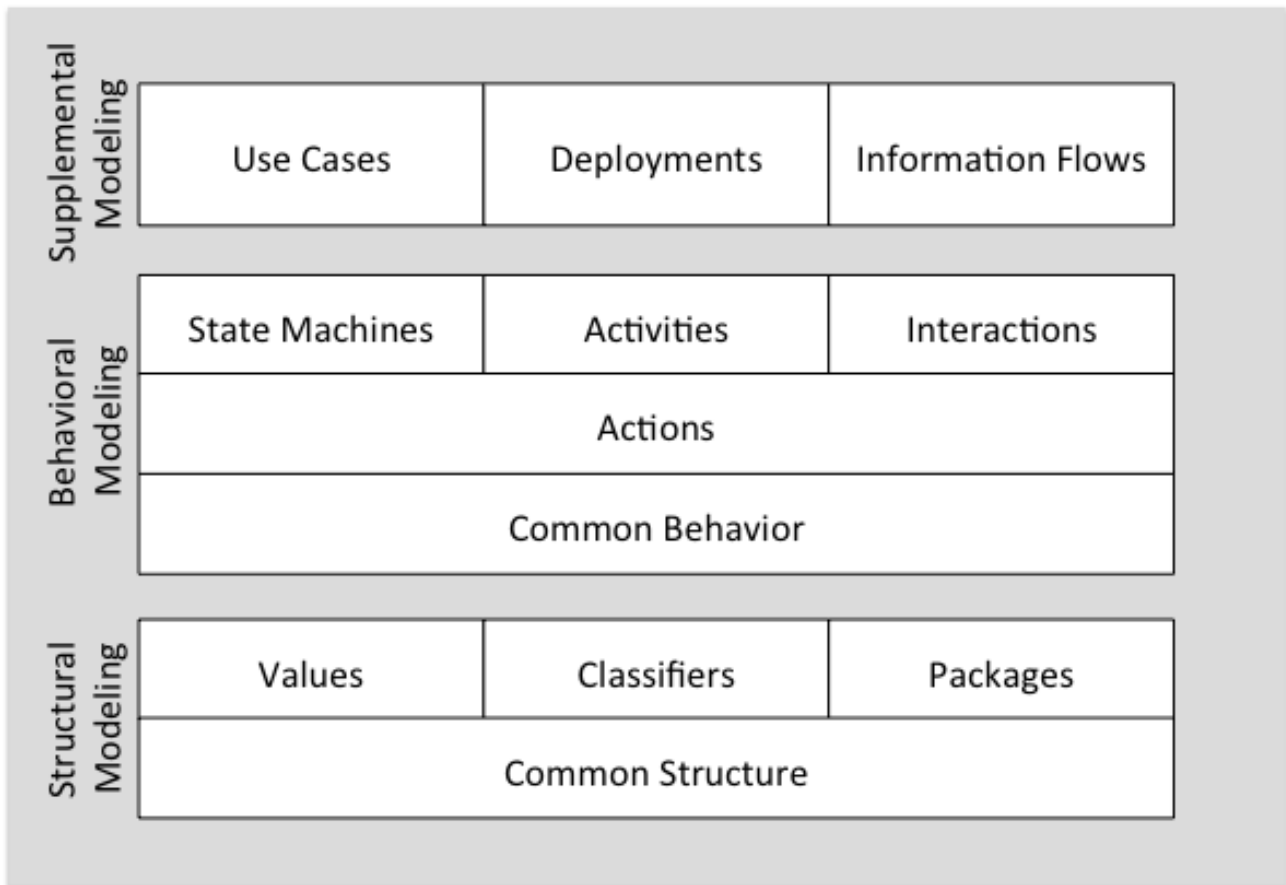 Supplemental
Modeling
Use Cases
Deployments
Information Flows
Behavioral
Modeling
State Machines
Activities
Interactions
Actions
Common Behavior
Structural
Modeling
Values
Classifiers
Packages
Common Structure